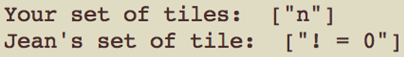 Your set of tiles:  ["n"]
Jean's set of tile:  ["! = 0"]